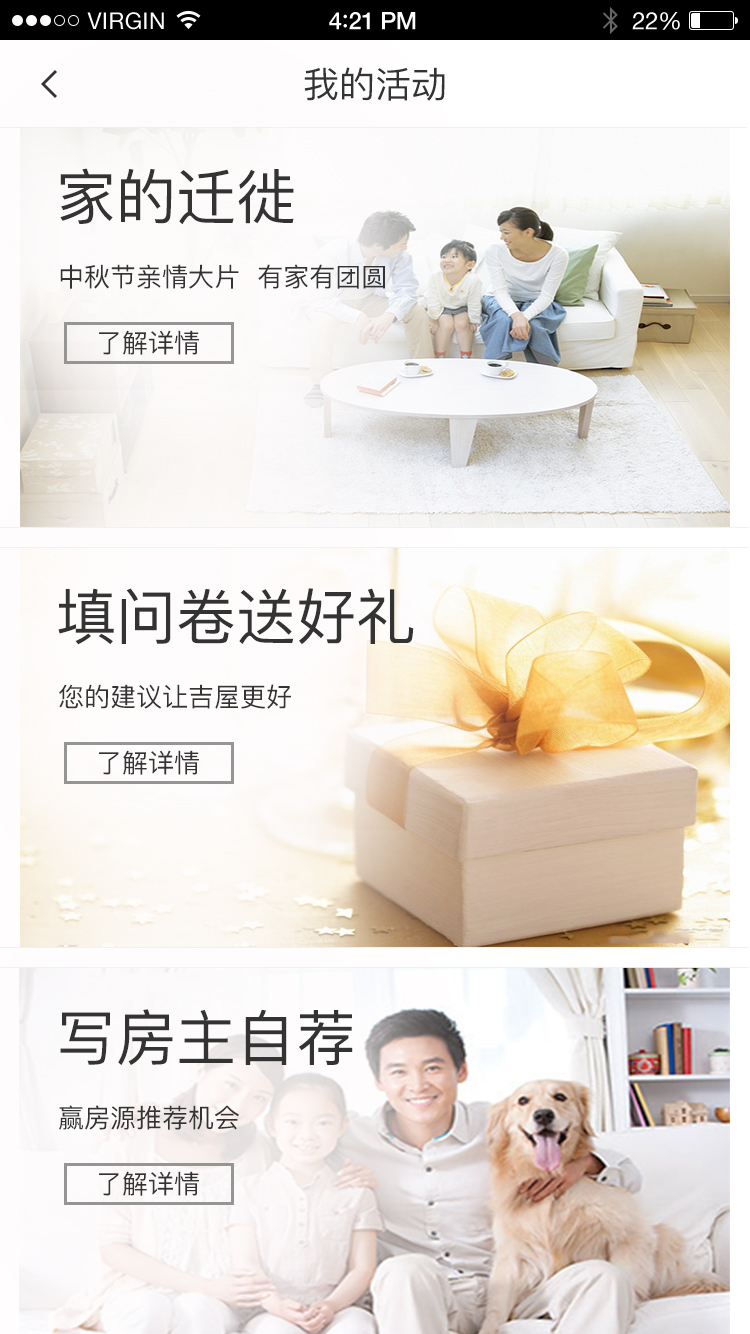 VIRGIN 4:21 PM 22%
我的活动
家的迁徙
中秋节亲情大片 有家有团圆
了解详情
填问卷送好礼
您的建议让吉屋更好
了解详情
写房主自荐
赢房源推荐机会
了解详情